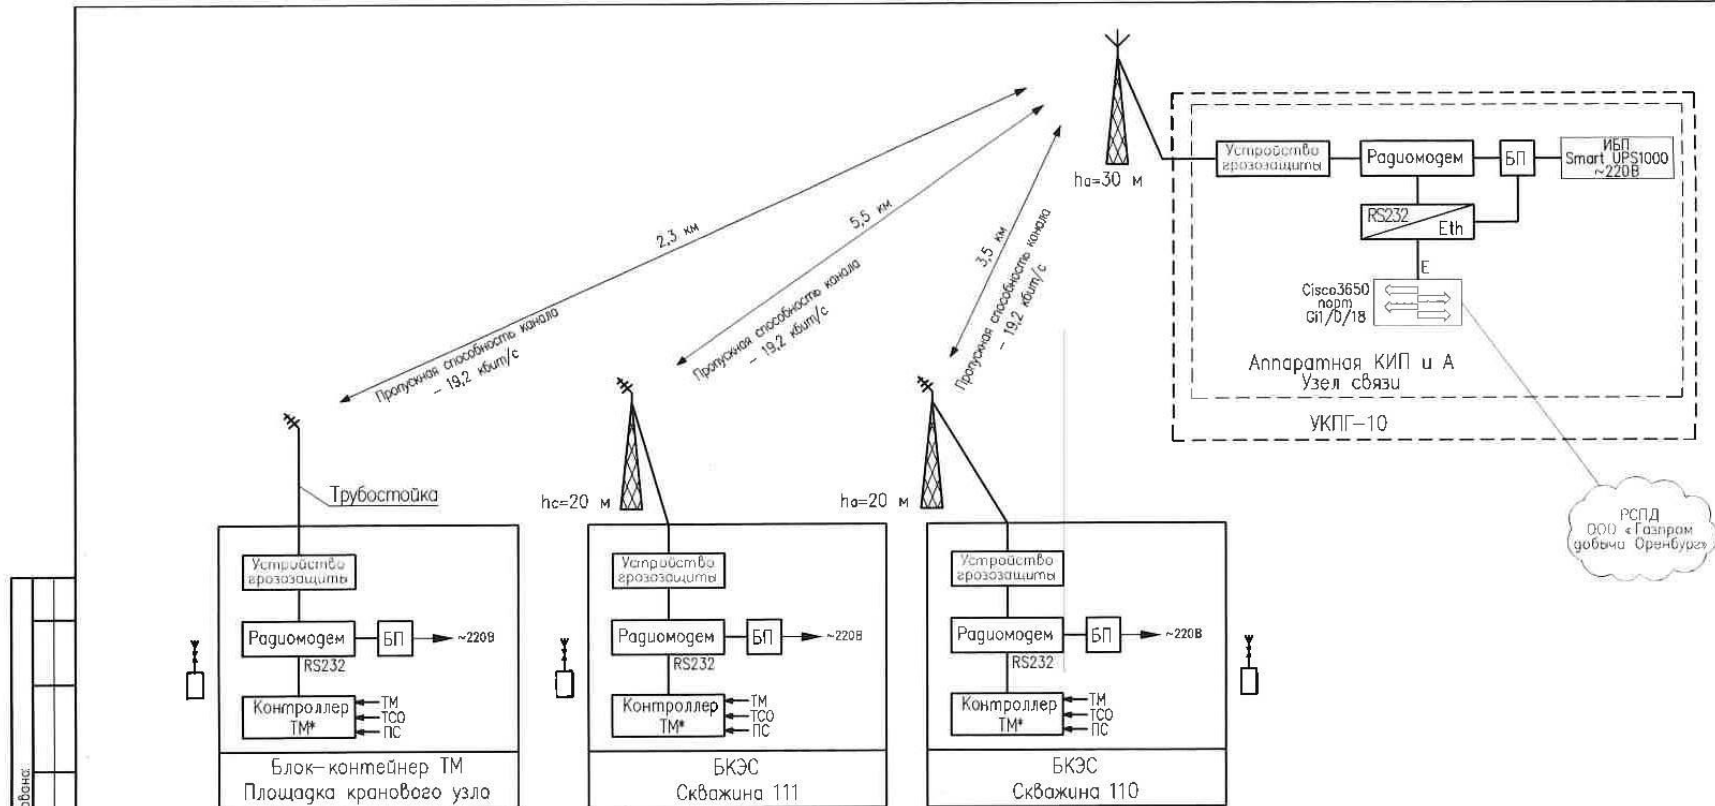 hа=30 м
Устройство
грозозащиты
Радиомодем
БП
ИБП
Smart UPS1000
~220В
RS232
Eth
E
Cisco3650
порт
Gi1/0/18
Аппаратная КИП и А
Узел связи
УКПГ-10
РСПД
ООО «Газпром
добыча Оренбург»
2,3 км
Пропускная способность канала
– 19,2 кбит/с
5,5 км
Пропускная способность канала
– 19,2 кбит/с
3,5 км
Пропускная способность канала
– 19,2 кбит/с
Трубостойка
hс=20 м
hа=20 м
Устройство
грозозащиты
Радиомодем
БП
~220В
RS232
Контроллер
ТМ*
ТМ
ТСО
ПС
Блок-контейнер ТМ
Площадка кранового узла
Устройство
грозозащиты
Радиомодем
БП
~220В
RS232
Контроллер
ТМ*
ТМ
ТСО
ПС
БКЭС
Скважина 111
Устройство
грозозащиты
Радиомодем
БП
~220В
RS232
Контроллер
ТМ*
ТМ
ТСО
ПС
БКЭС
Скважина 110